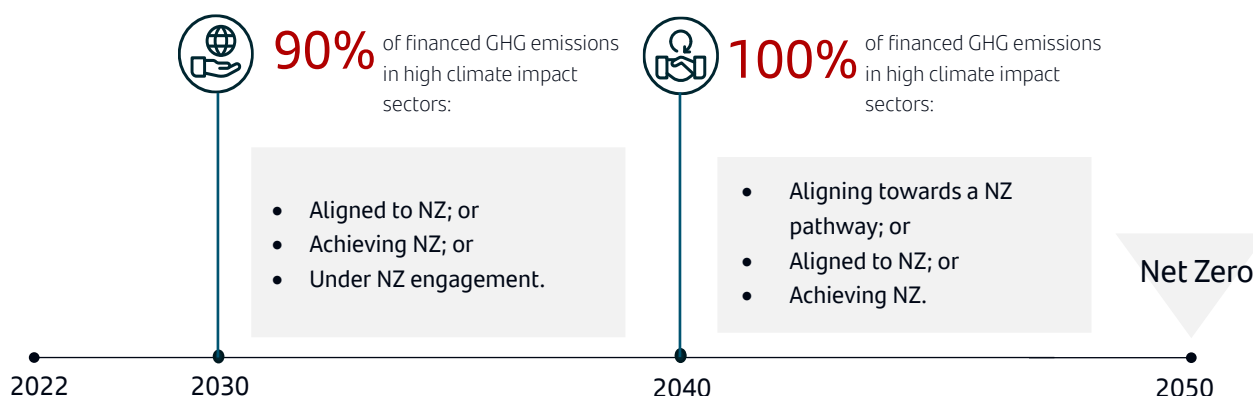 90%
of financed GHG emissions
in high climate impact
sectors:
• Aligned to NZ; or
• Achieving NZ; or
• Under NZ engagement.
100%
of financed GHG emissions
in high climate impact
sectors:
• Aligning towards a NZ
pathway; or
• Aligned to NZ; or
• Achieving NZ.
Net Zero
2022
2030
2040
2050